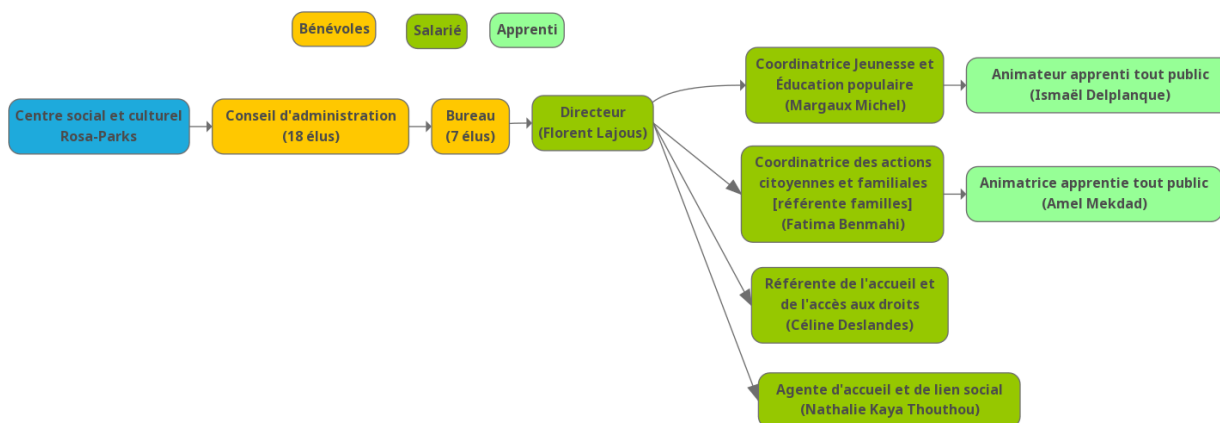 Bénévoles
Salarié
Apprenti
Centre social et culturel
Rosa-Parks
Conseil d'administration
(18 élus)
Bureau
(7 élus)
Directeur
(Florent Lajous)
Coordinatrice Jeunesse et
Éducation populaire
(Margaux Michel)
Animateur apprenti tout public
(Ismaël Delplanque)
Coordinatrice des actions
citoyennes et familiales
[référente familles]
(Fatima Benmahi)
Animatrice apprentie tout public
(Amel Mekdad)
Référente de l'accueil et
de l'accès aux droits
(Céline Deslandes)
Agente d'accueil et de lien social
(Nathalie Kaya Thouthou)